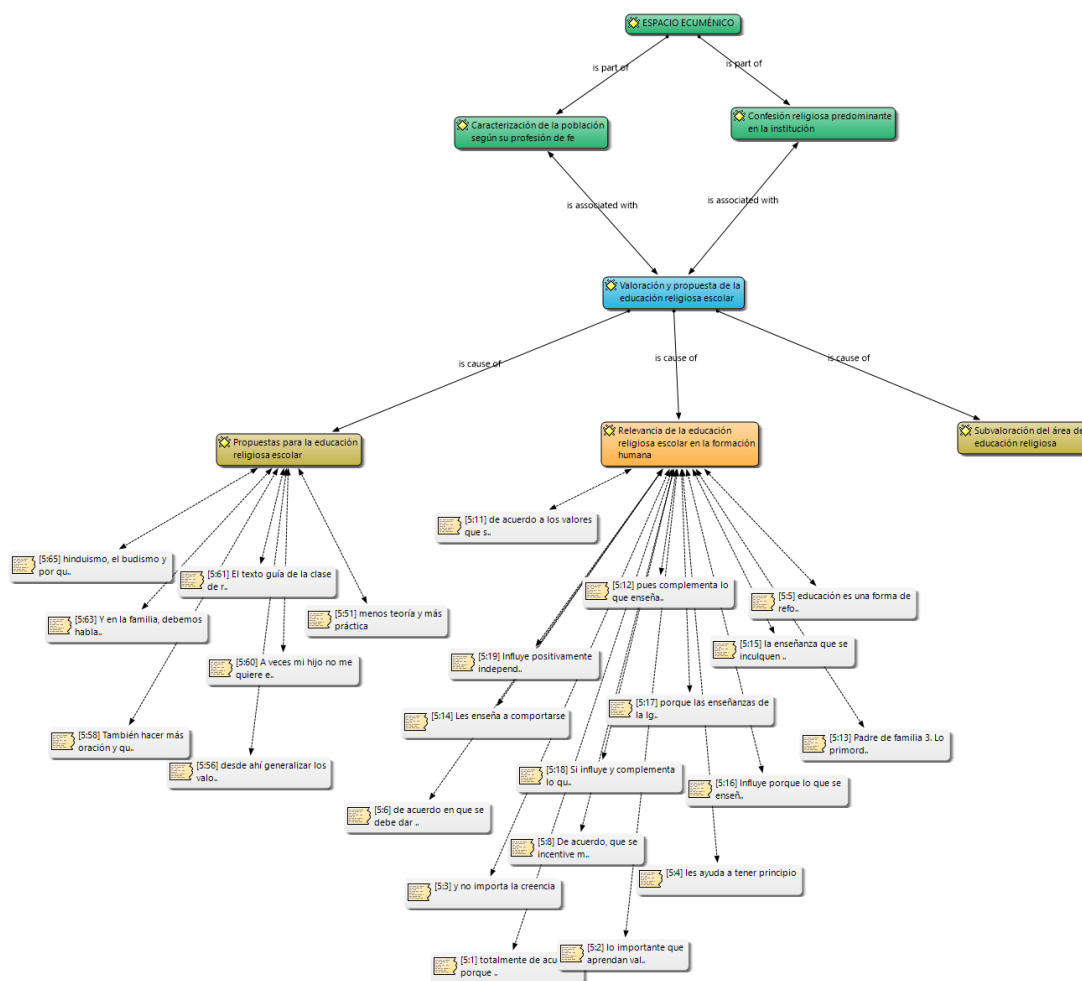 ESPACIO ECUMÉNICO
is part of
is part of
Caracterización de la población
según su profesión de fe
Confesión religiosa predominante
en la institución
is associated with
is associated with
Valoración y propuesta de la
educación religiosa escolar
is cause of
is cause of
is cause of
Propuestas para la educación
religiosa escolar
Relevancia de la educación
religiosa escolar en la formación
humana
Subvaloración del área de
educación religiosa
[5:11] de acuerdo a los valores
que s..
[5:65] hinduismo, el budismo y
por qu..
[5:61] El texto guía de la clase
de r..
[5:12] pues complementa lo
que enseña..
[5:5] educación es una forma de
refo..
[5:63] Y en la familia, debemos
habla..
[5:51] menos teoría y más
práctica
[5:15] la enseñanza que se
inculquen ..
[5:19] Influye positivamente
independ..
[5:60] A veces mi hijo no me
quiere e..
[5:17] porque las enseñanzas de
la Ig..
[5:14] Les enseña a comportarse
[5:58] También hacer más
oración y qu..
[5:13] Padre de familia 3. Lo
primord..
[5:56] desde ahí generalizar los
valo..
[5:18] Si influye y complementa
lo qu..
[5:16] Influye porque lo que se
enseñ..
[5:6] de acuerdo en que se
debe dar ..
[5:8] De acuerdo, que se
incentive m..
[5:4] les ayuda a tener principio
[5:3] y no importa la creencia
[5:1] totalmente de acu
porque ..
[5:2] lo importante que
aprendan val..